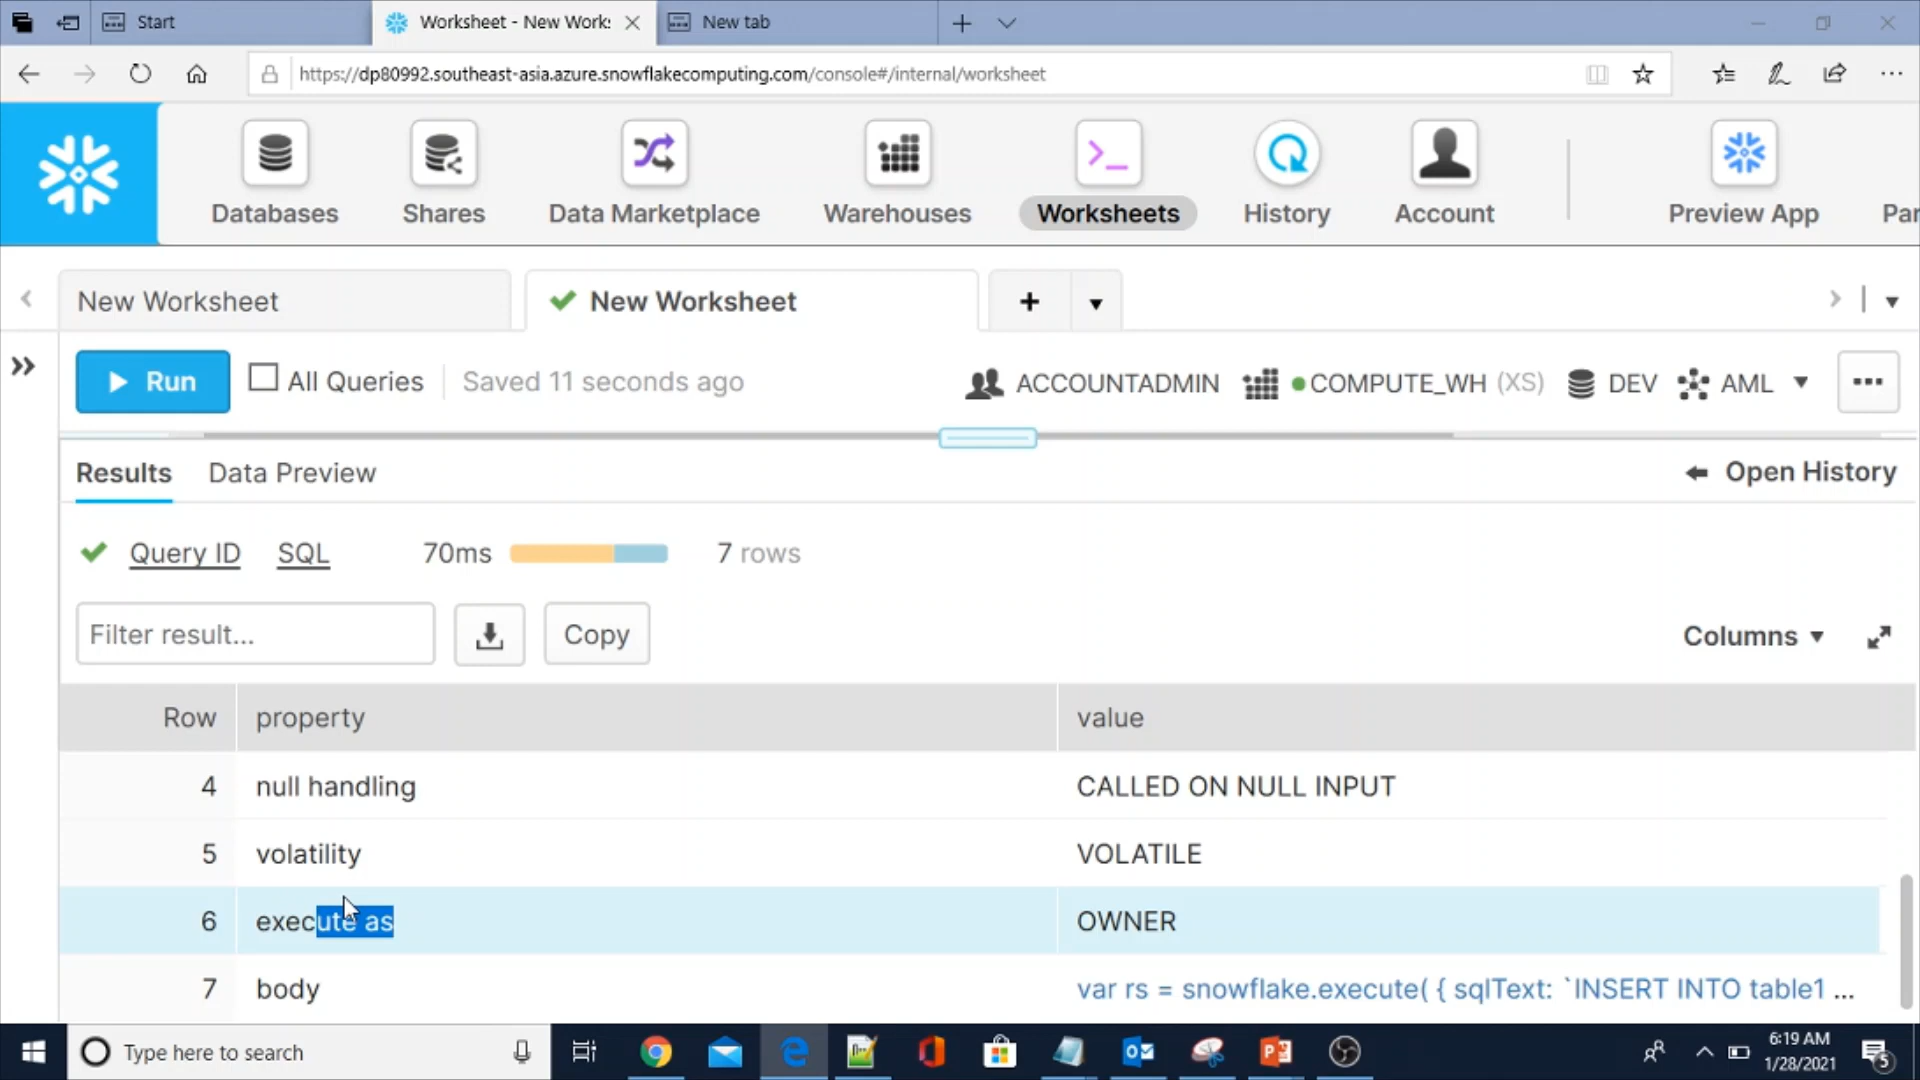 Start
Worksheet - New Work:
New tab
https://dp80992.southeast-asia.azure.snowflakecomputing.com/console#/internal/worksheet
Databases
Shares
Data Marketplace
Warehouses
Worksheets
History
Account
Preview App
Par
New Worksheet
New Worksheet
Run
All Queries
Saved 11 seconds ago
ACCOUNTADMIN
COMPUTE_WH (XS)
DEV
AML
Results
Data Preview
Open History
Query ID
SQL
70ms
7 rows
Filter result...
Copy
Columns
Row property value
4 null handling CALLED ON NULL INPUT
5 volatility VOLATILE
6 execute as OWNER
7 body var rs = snowflake.execute( { sqlText: `INSERT INTO table1 ...
Type here to search
6:19 AM
1/28/2021
5